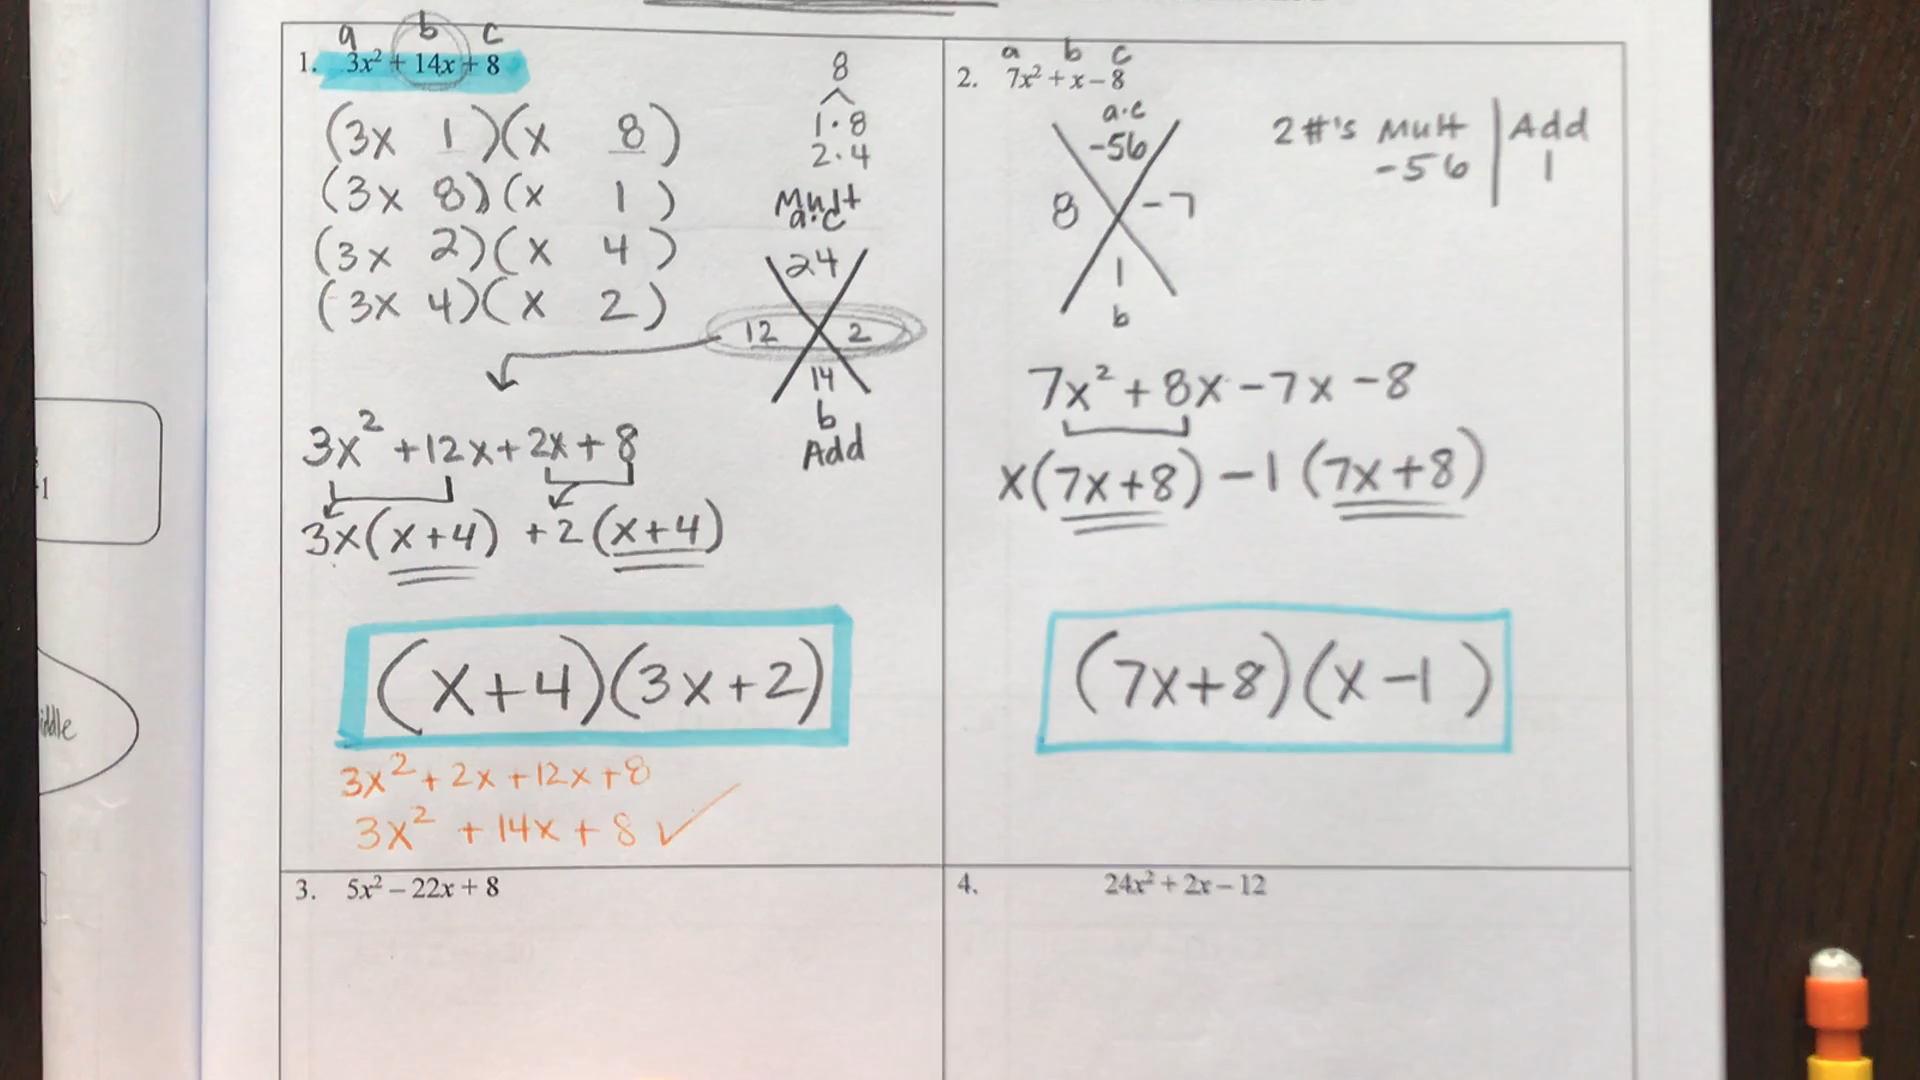 a b c
1. 3x² + 14x + 8
(3x 1)(x 8)
(3x 8)(x 1)
(3x 2)(x 4)
(3x 4)(x 2)
8
1·8
2·4
Mult
a·c
24
12 2
14
b
Add
3x² + 12x + 2x + 8
3x(x+4) + 2(x+4)
(x+4)(3x+2)
3x² + 2x + 12x + 8
3x² + 14x + 8 ✓
a b c
2. 7x² + x – 8
a·c
-56
8 -7
1
b
2 #'s Mult | Add
-56 | 1
7x² + 8x - 7x - 8
x(7x+8) - 1(7x+8)
(7x+8)(x-1)
3. 5x² – 22x + 8
4. 24x² + 2x – 12
-1